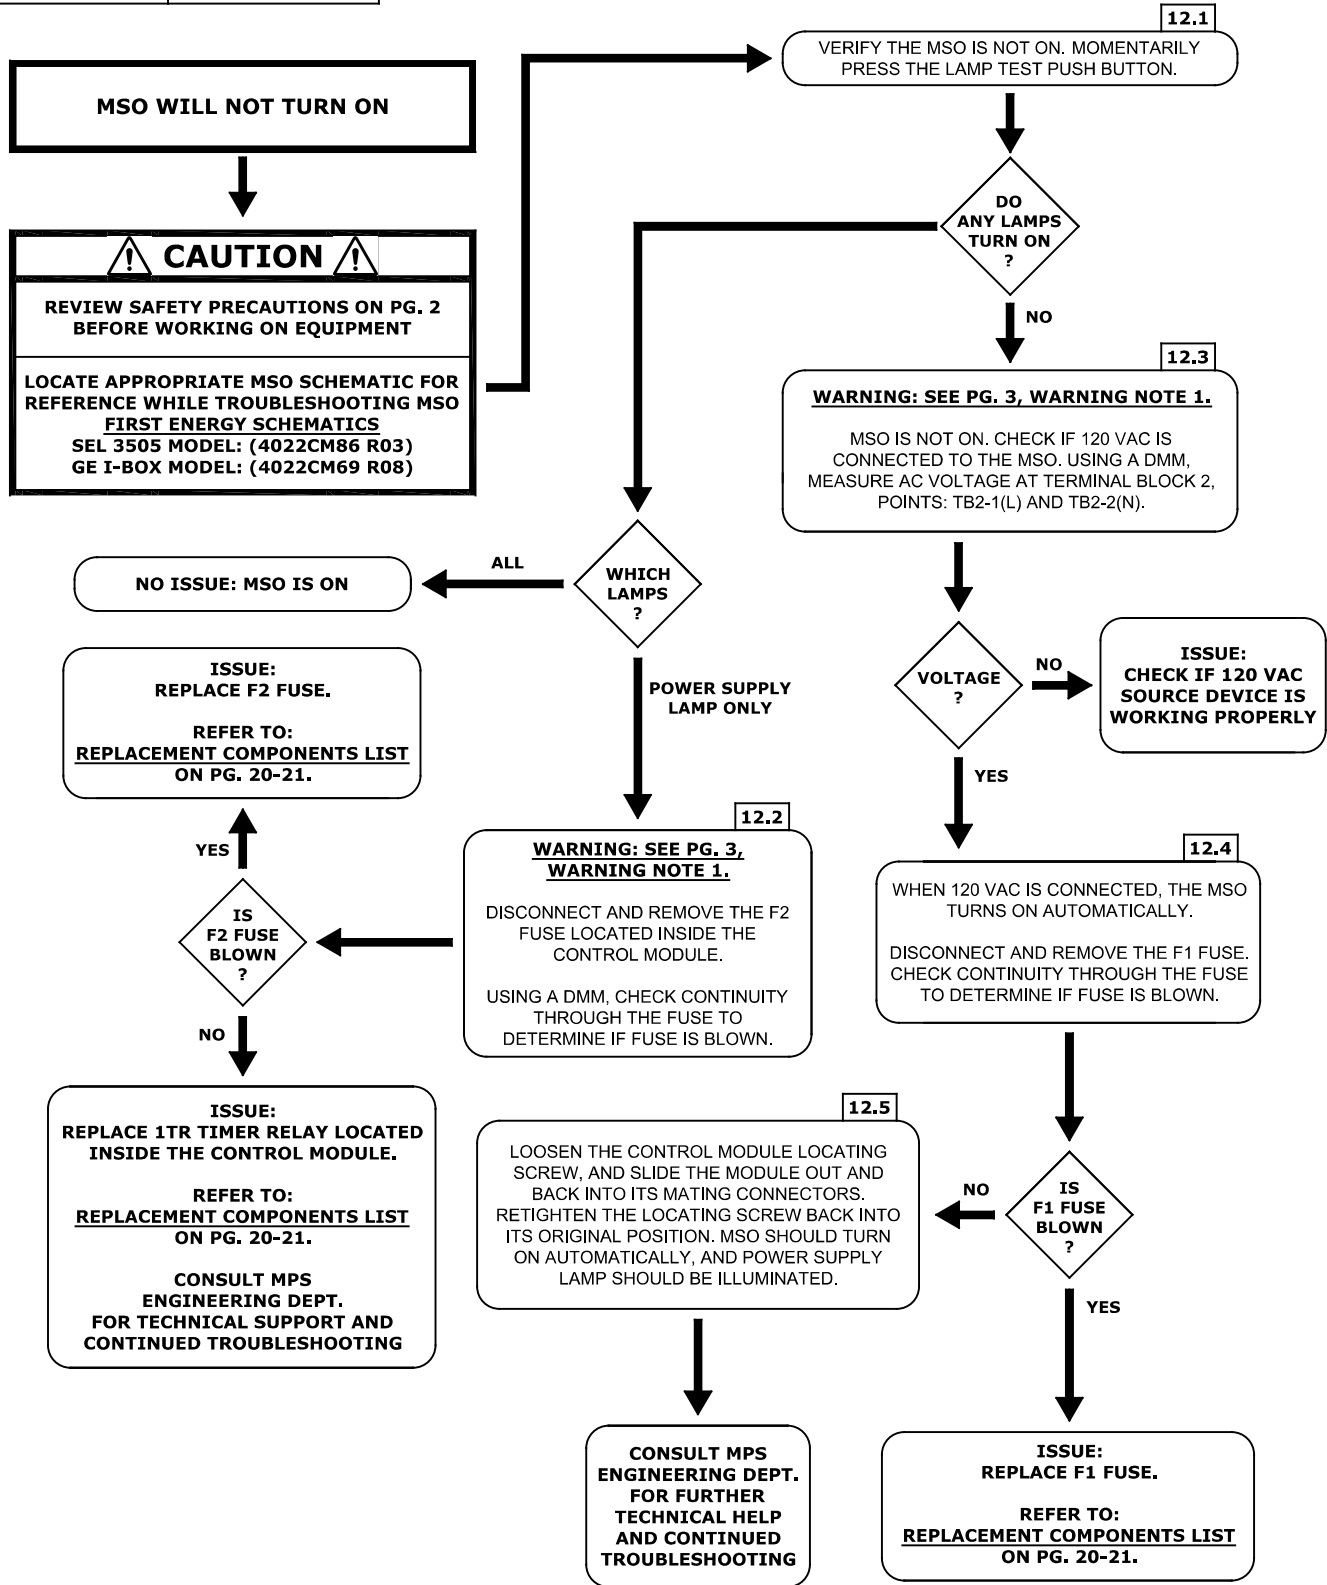 MSO WILL NOT TURN ON
CAUTION
REVIEW SAFETY PRECAUTIONS ON PG. 2
BEFORE WORKING ON EQUIPMENT
LOCATE APPROPRIATE MSO SCHEMATIC FOR
REFERENCE WHILE TROUBLESHOOTING MSO
FIRST ENERGY SCHEMATICS
SEL 3505 MODEL: (4022CM86 R03)
GE I-BOX MODEL: (4022CM69 R08)
12.1
VERIFY THE MSO IS NOT ON. MOMENTARILY
PRESS THE LAMP TEST PUSH BUTTON.
DO
ANY LAMPS
TURN ON
?
NO
12.3
WARNING: SEE PG. 3, WARNING NOTE 1.
MSO IS NOT ON. CHECK IF 120 VAC IS
CONNECTED TO THE MSO. USING A DMM,
MEASURE AC VOLTAGE AT TERMINAL BLOCK 2,
POINTS: TB2-1(L) AND TB2-2(N).
WHICH
LAMPS
?
ALL
NO ISSUE: MSO IS ON
POWER SUPPLY
LAMP ONLY
VOLTAGE
?
NO
ISSUE:
CHECK IF 120 VAC
SOURCE DEVICE IS
WORKING PROPERLY
YES
ISSUE:
REPLACE F2 FUSE.
REFER TO:
REPLACEMENT COMPONENTS LIST
ON PG. 20-21.
YES
12.2
WARNING: SEE PG. 3,
WARNING NOTE 1.
DISCONNECT AND REMOVE THE F2
FUSE LOCATED INSIDE THE
CONTROL MODULE.
USING A DMM, CHECK CONTINUITY
THROUGH THE FUSE TO
DETERMINE IF FUSE IS BLOWN.
IS
F2 FUSE
BLOWN
?
NO
12.4
WHEN 120 VAC IS CONNECTED, THE MSO
TURNS ON AUTOMATICALLY.
DISCONNECT AND REMOVE THE F1 FUSE.
CHECK CONTINUITY THROUGH THE FUSE
TO DETERMINE IF FUSE IS BLOWN.
ISSUE:
REPLACE 1TR TIMER RELAY LOCATED
INSIDE THE CONTROL MODULE.
REFER TO:
REPLACEMENT COMPONENTS LIST
ON PG. 20-21.
CONSULT MPS
ENGINEERING DEPT.
FOR TECHNICAL SUPPORT AND
CONTINUED TROUBLESHOOTING
12.5
LOOSEN THE CONTROL MODULE LOCATING
SCREW, AND SLIDE THE MODULE OUT AND
BACK INTO ITS MATING CONNECTORS.
RETIGHTEN THE LOCATING SCREW BACK INTO
ITS ORIGINAL POSITION. MSO SHOULD TURN
ON AUTOMATICALLY, AND POWER SUPPLY
LAMP SHOULD BE ILLUMINATED.
NO
IS
F1 FUSE
BLOWN
?
YES
CONSULT MPS
ENGINEERING DEPT.
FOR FURTHER
TECHNICAL HELP
AND CONTINUED
TROUBLESHOOTING
ISSUE:
REPLACE F1 FUSE.
REFER TO:
REPLACEMENT COMPONENTS LIST
ON PG. 20-21.